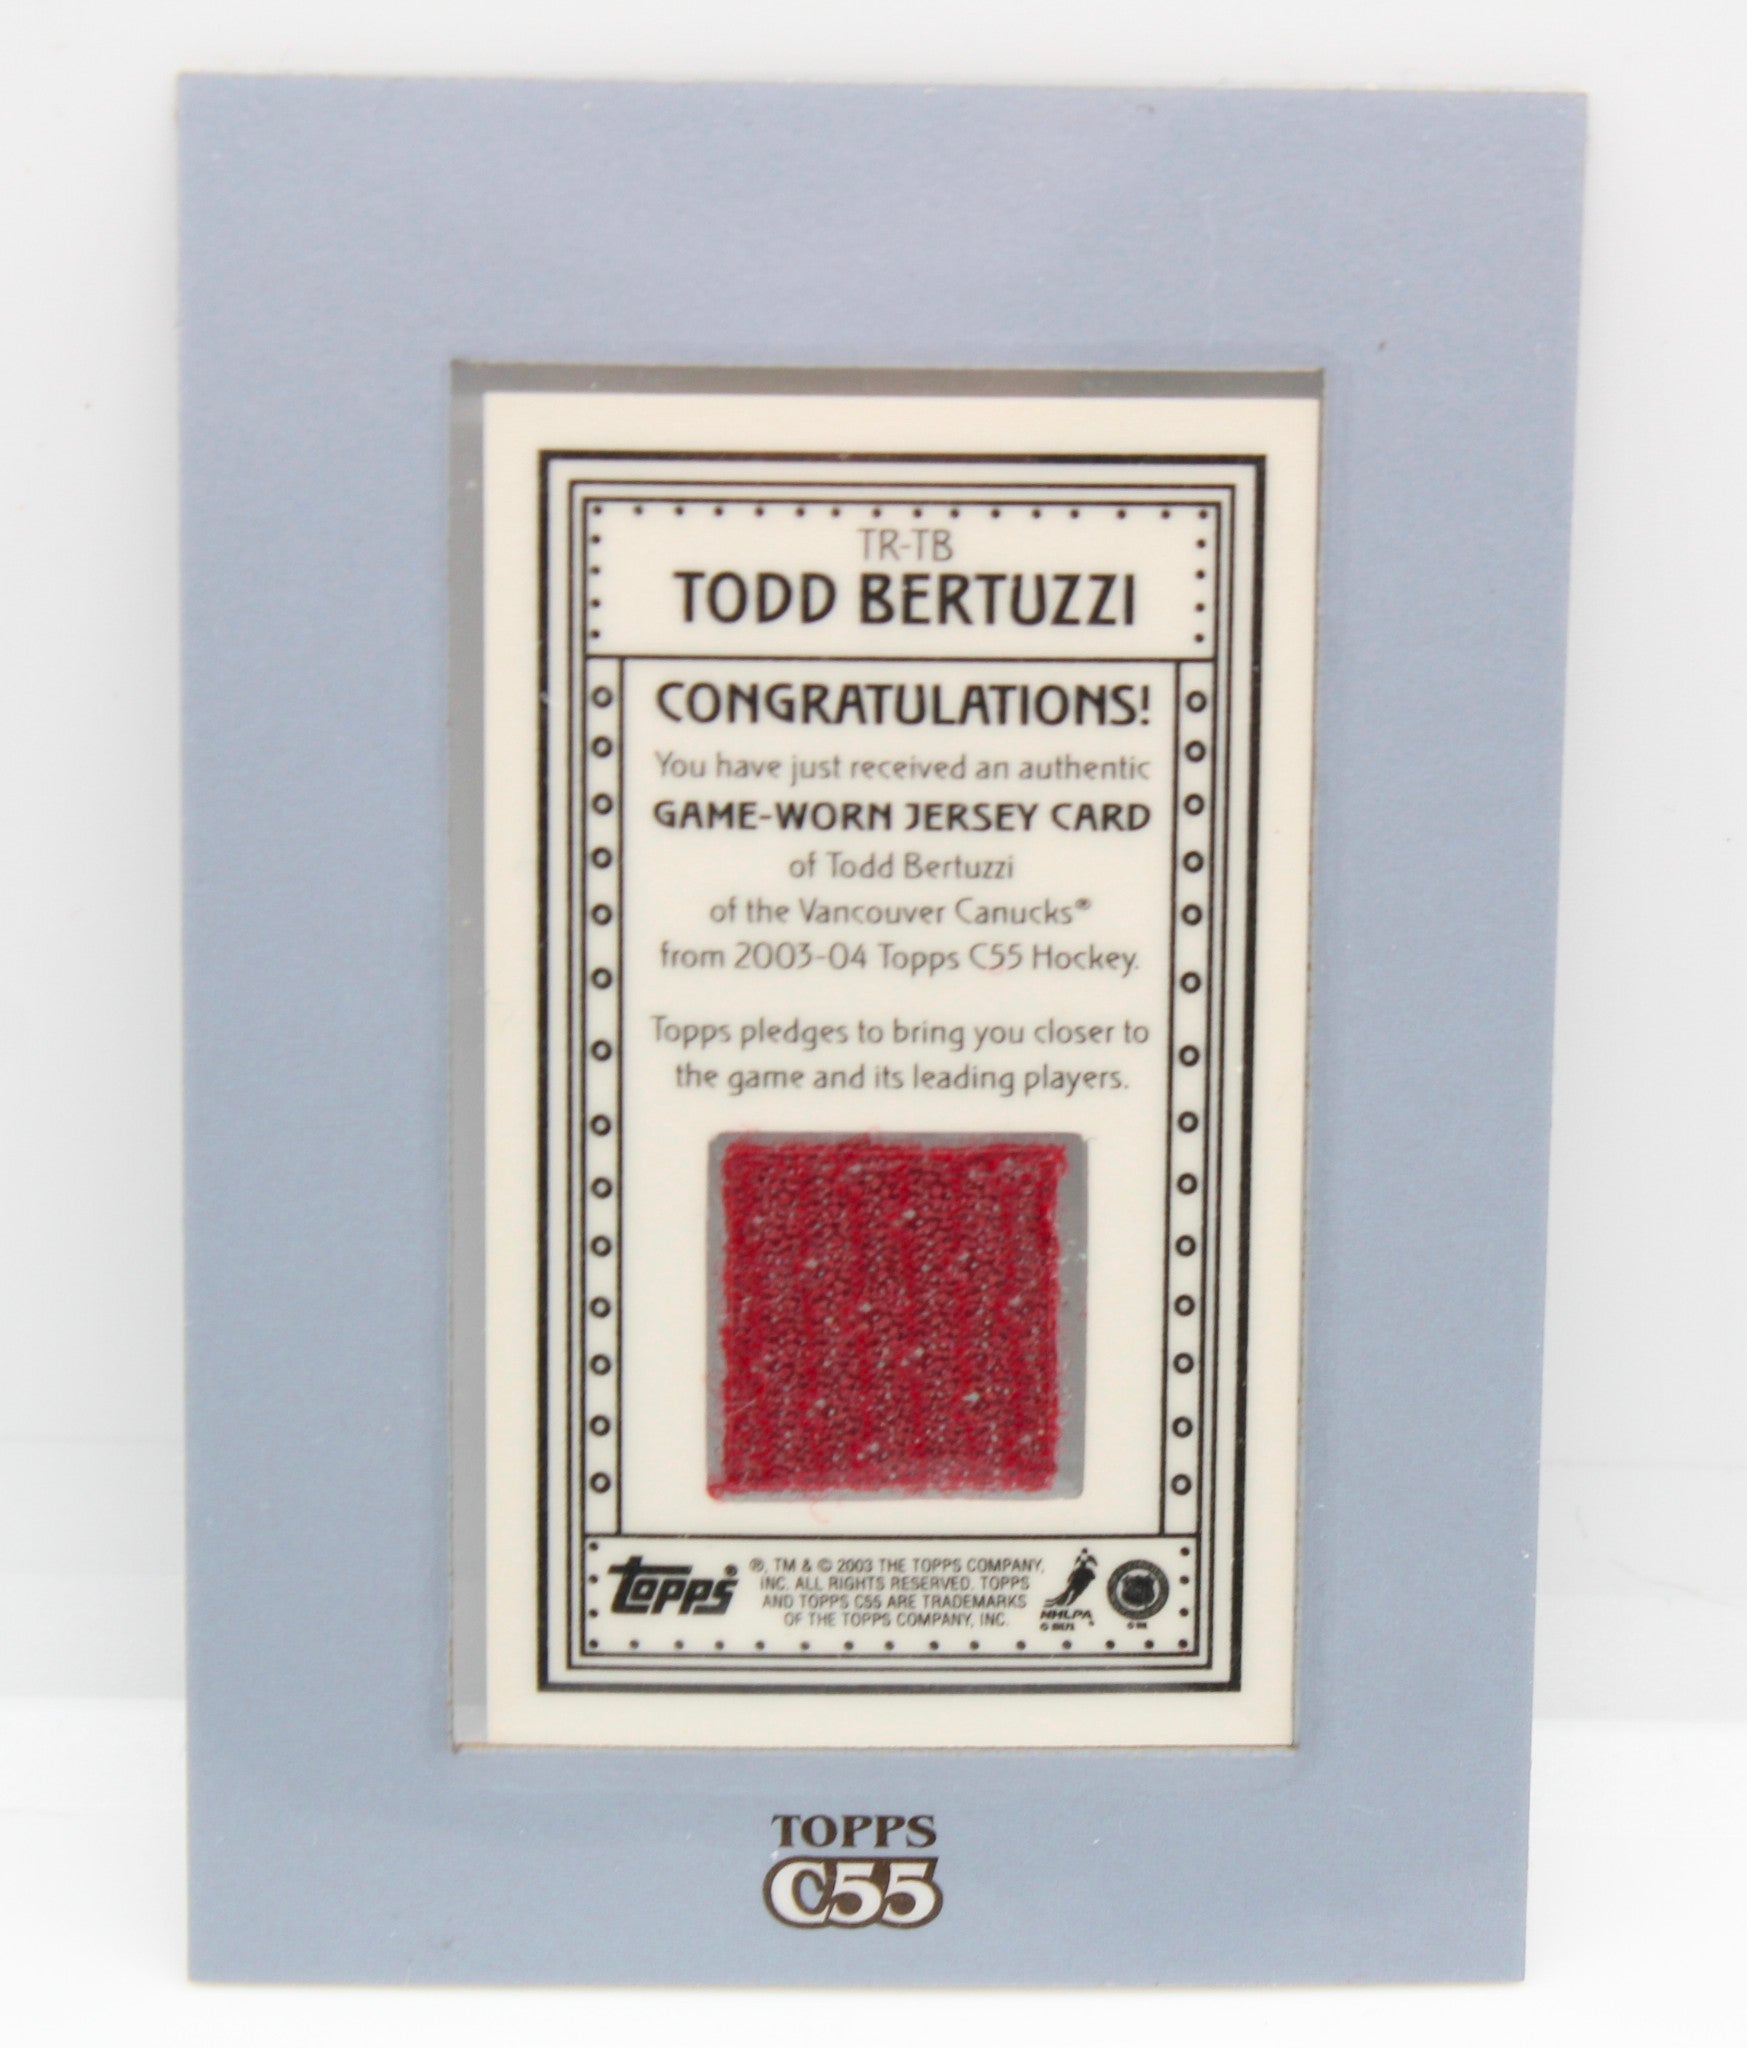 TR-TB
TODD BERTUZZI
CONGRATULATIONS!
You have just received an authentic
GAME-WORN JERSEY CARD
of Todd Bertuzzi
of the Vancouver Canucks®
from 2003-04 Topps C55 Hockey.
Topps pledges to bring you closer to
the game and its leading players.
topps®
®, TM & © 2003 THE TOPPS COMPANY,
INC. ALL RIGHTS RESERVED. TOPPS
AND TOPPS C55 ARE TRADEMARKS
OF THE TOPPS COMPANY, INC.
NHLPA
TOPPS
C55